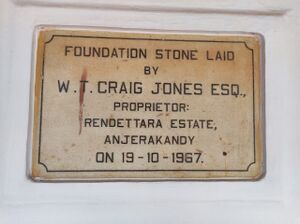 FOUNDATION STONE LAID
BY
W.T. CRAIG JONES ESQ.,
PROPRIETOR:
RENDETTARA ESTATE,
ANJERAKANDY
ON 19-10-1967.